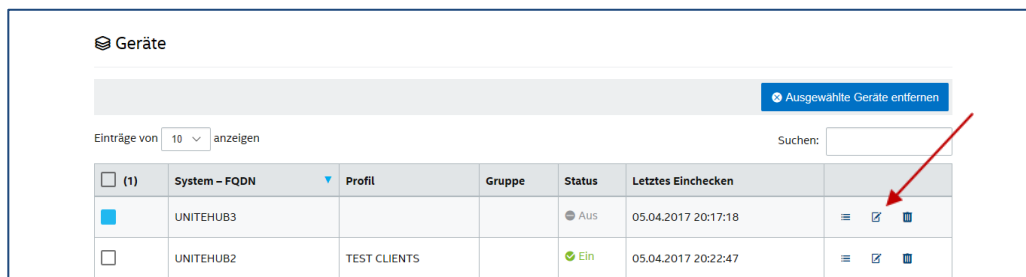 Geräte
Ausgewählte Geräte entfernen
Einträge von 10 anzeigen Suchen:
(1) System – FQDN Profil Gruppe Status Letztes Einchecken
UNITEHUB3 Aus 05.04.2017 20:17:18
UNITEHUB2 TEST CLIENTS Ein 05.04.2017 20:22:47